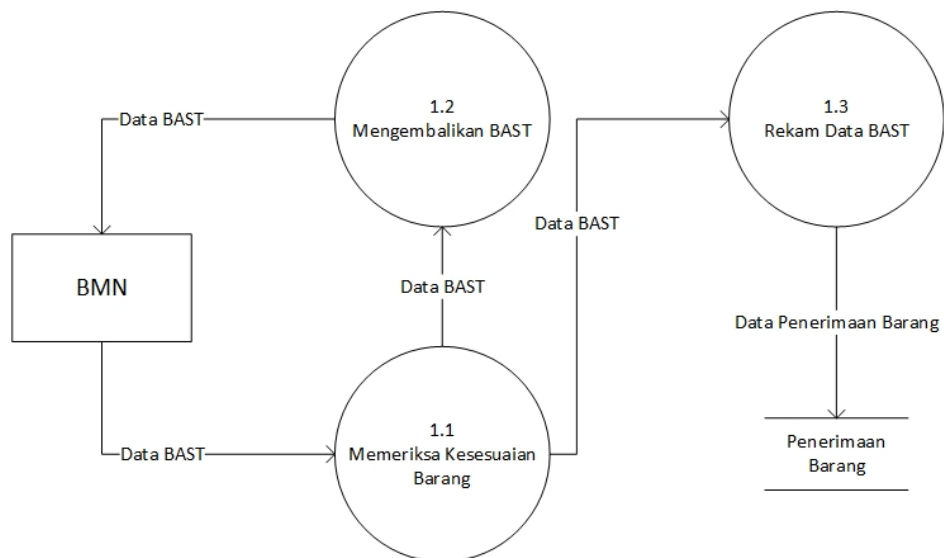 1.2
Mengembalikan BAST
1.3
Rekam Data BAST
Data BAST
Data BAST
BMN
Data BAST
Data Penerimaan Barang
1.1
Memeriksa Kesesuaian
Barang
Data BAST
Penerimaan
Barang